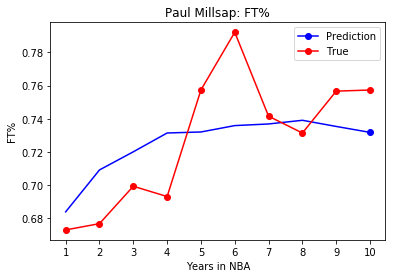 Paul Millsap: FT%
Prediction
True
FT%
0.78
0.76
0.74
0.72
0.70
0.68
1 2 3 4 5 6 7 8 9 10
Years in NBA